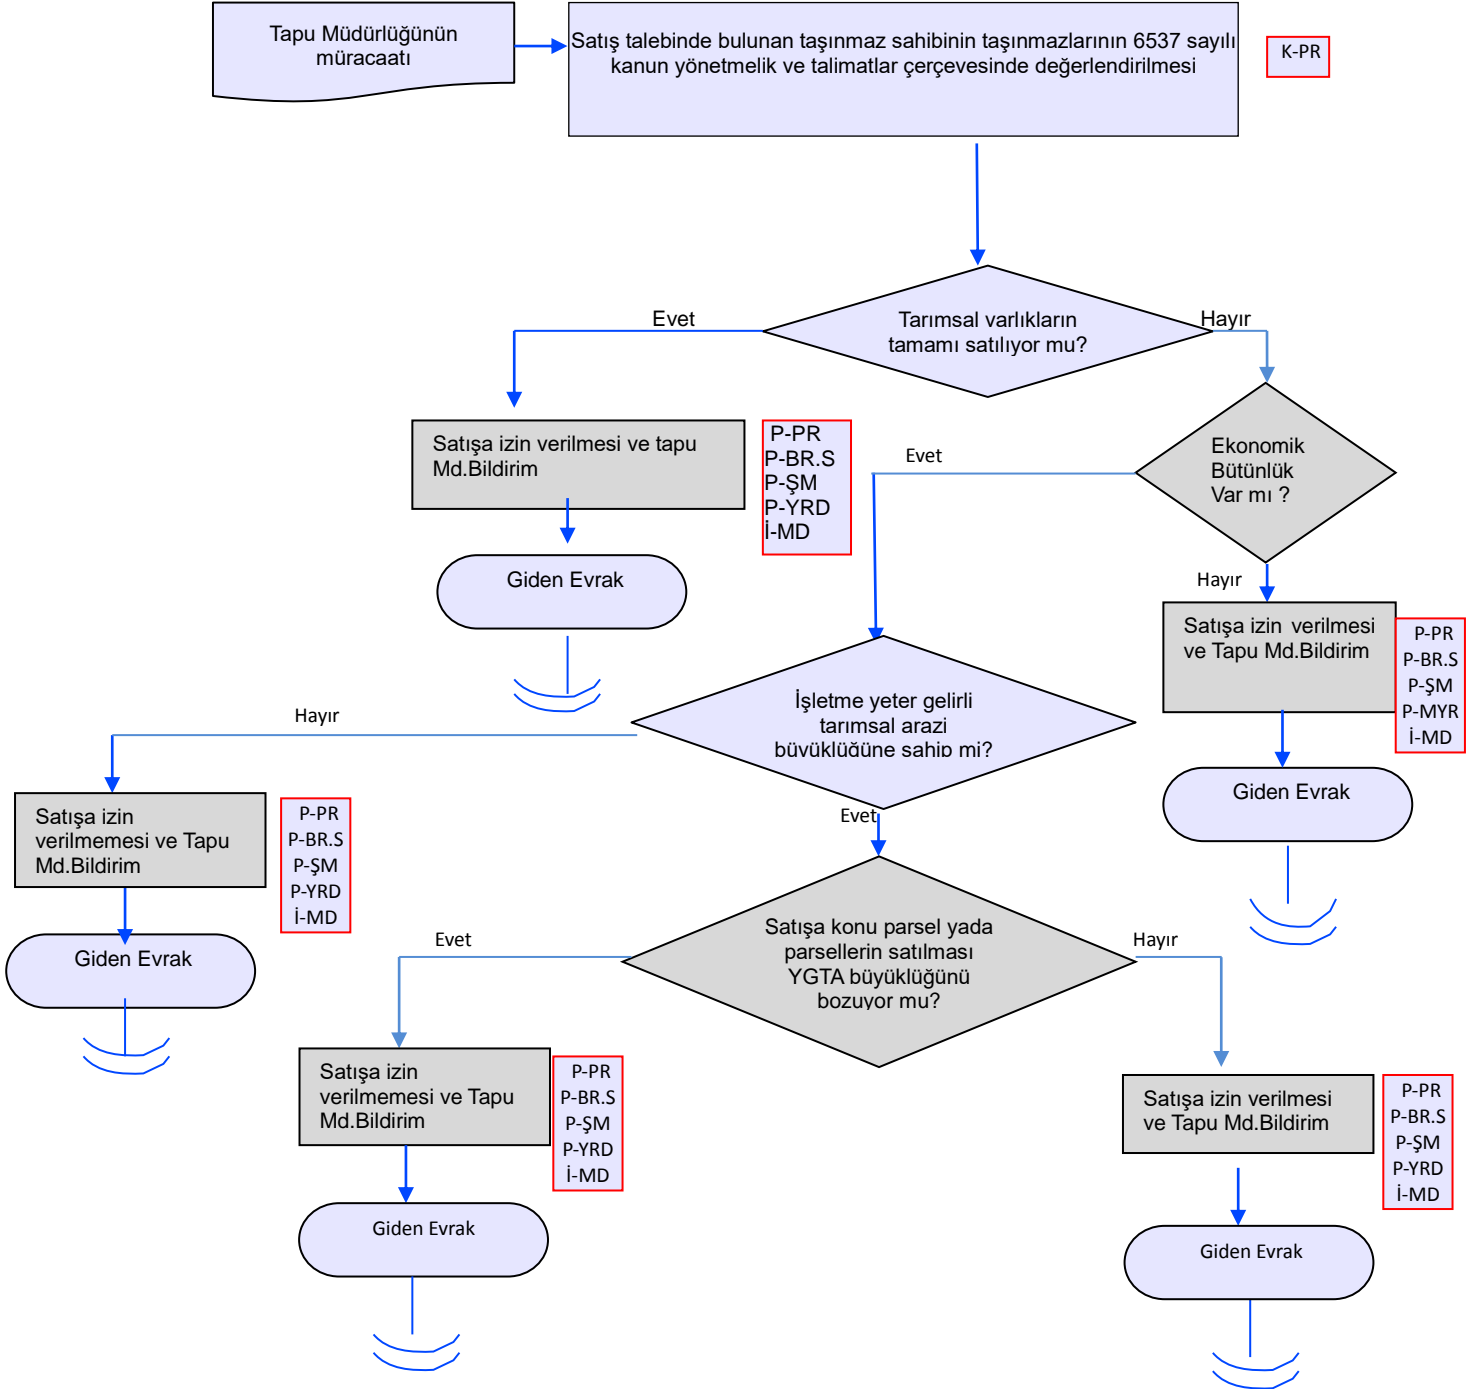 Tapu Müdürlüğünün
müracaatı
Satış talebinde bulunan taşınmaz sahibinin taşınmazlarının 6537 sayılı
kanun yönetmelik ve talimatlar çerçevesinde değerlendirilmesi
K-PR
Tarımsal varlıkların
tamamı satılıyor mu?
Evet
Hayır
Satışa izin verilmesi ve tapu
Md.Bildirim
P-PR
P-BR.S
P-ŞM
P-YRD
İ-MD
Giden Evrak
Ekonomik
Bütünlük
Var mı ?
Evet
Hayır
Satışa izin verilmesi
ve Tapu Md.Bildirim
P-PR
P-BR.S
P-ŞM
P-MYR
İ-MD
Giden Evrak
İşletme yeter gelirli
tarımsal arazi
büyüklüğüne sahip mi?
Hayır
Evet
Satışa izin
verilmemesi ve Tapu
Md.Bildirim
P-PR
P-BR.S
P-ŞM
P-YRD
İ-MD
Giden Evrak
Satışa konu parsel yada
parsellerin satılması
YGTA büyüklüğünü
bozuyor mu?
Evet
Hayır
Satışa izin
verilmemesi ve Tapu
Md.Bildirim
P-PR
P-BR.S
P-ŞM
P-YRD
İ-MD
Giden Evrak
Satışa izin verilmesi
ve Tapu Md.Bildirim
P-PR
P-BR.S
P-ŞM
P-YRD
İ-MD
Giden Evrak